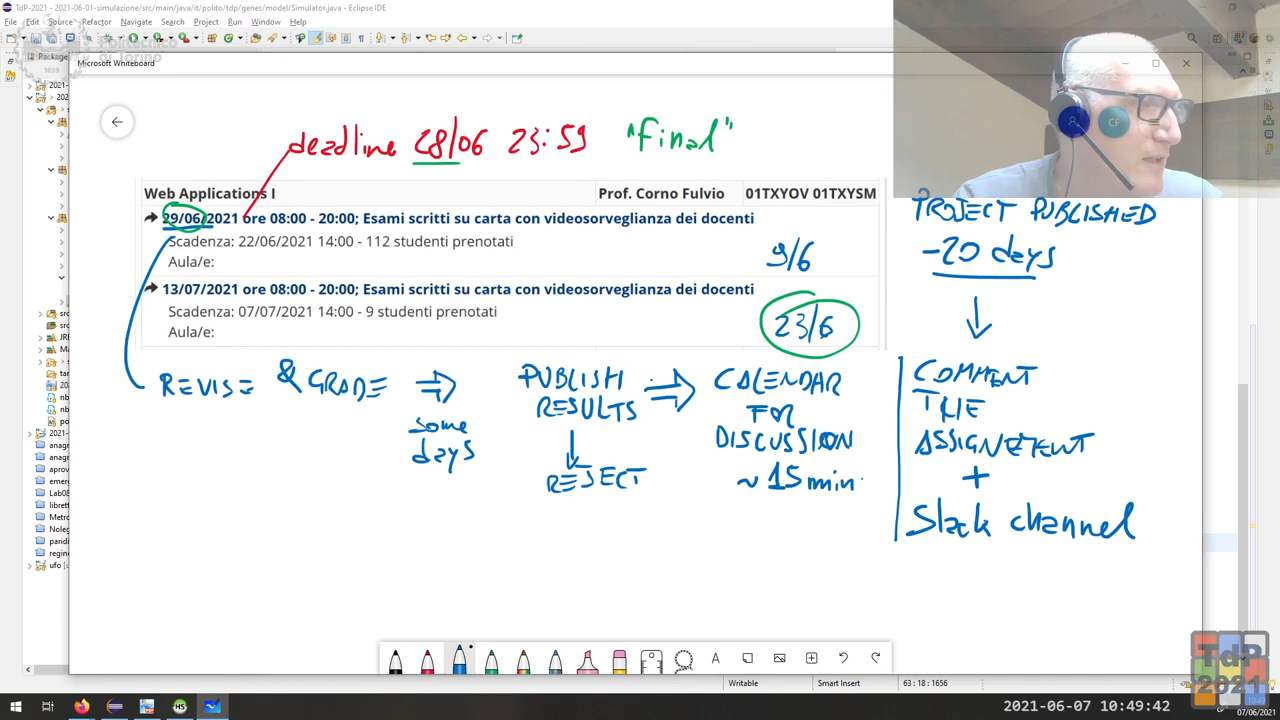 TdP-2021 - 2021-06-01-simulazione/src/main/java/it/polito/tdp/genes/model/Simulator.java - Eclipse IDE
File Edit Source Refactor Navigate Search Project Run Window Help
Politecnico
di Torino
Microsoft Whiteboard
CF
deadline 28/06 23:59 "final"
Web Applications I Prof. Corno Fulvio 01TXYOV 01TXYSM
29/06/2021 ore 08:00 - 20:00; Esami scritti su carta con videosorveglianza dei docenti
Scadenza: 22/06/2021 14:00 - 112 studenti prenotati
Aula/e:
9/6
13/07/2021 ore 08:00 - 20:00; Esami scritti su carta con videosorveglianza dei docenti
Scadenza: 07/07/2021 14:00 - 9 studenti prenotati
Aula/e:
23/6
PROJECT PUBLISHED
-20 days
REVISE & GRADE
some
days
PUBLISH
RESULTS
REJECT
CALENDAR
FOR
DISCUSSION
~ 15 min.
COMMENT
THE
ASSIGNEMENT
+
Slack channel
Writable Smart Insert 63 : 18 : 1656
TdP
2021
2021-06-07 10:49:42
07/06/2021